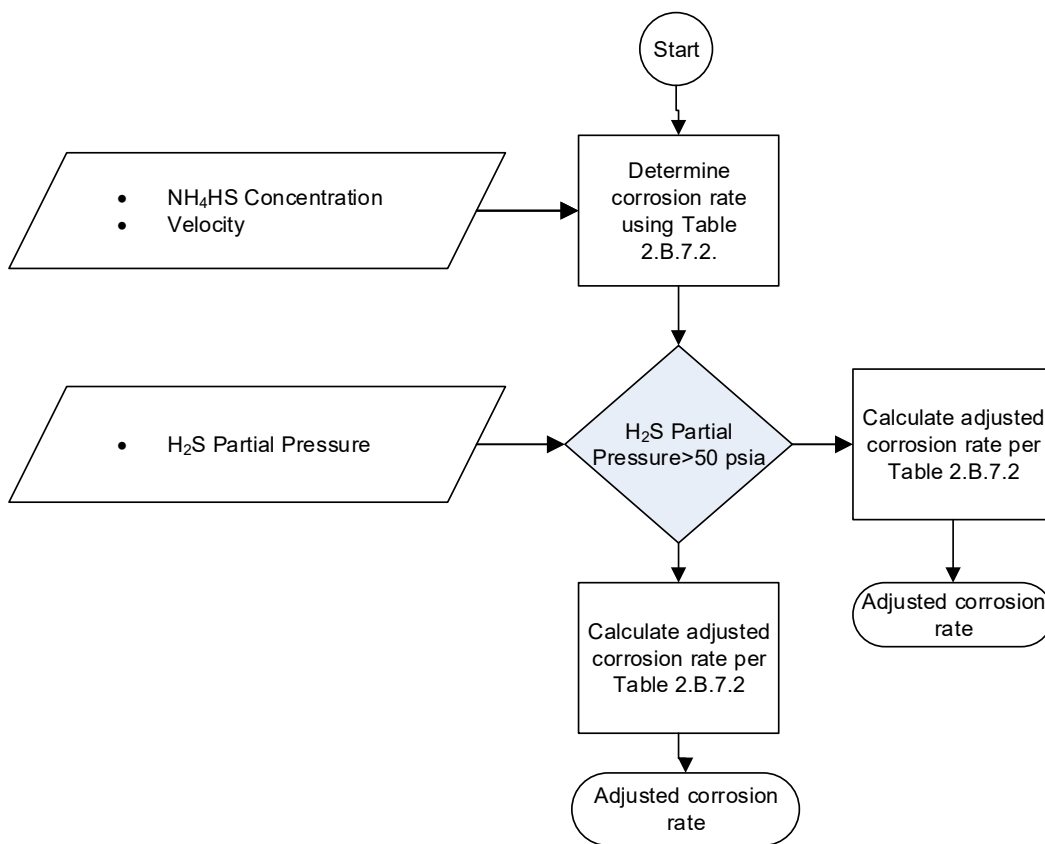 Start
Determine
corrosion rate
using Table
2.B.7.2.
• NH₄HS Concentration
• Velocity
• H₂S Partial Pressure
H₂S Partial
Pressure>50 psia
Calculate adjusted
corrosion rate per
Table 2.B.7.2
Adjusted corrosion
rate
Calculate adjusted
corrosion rate per
Table 2.B.7.2
Adjusted corrosion
rate